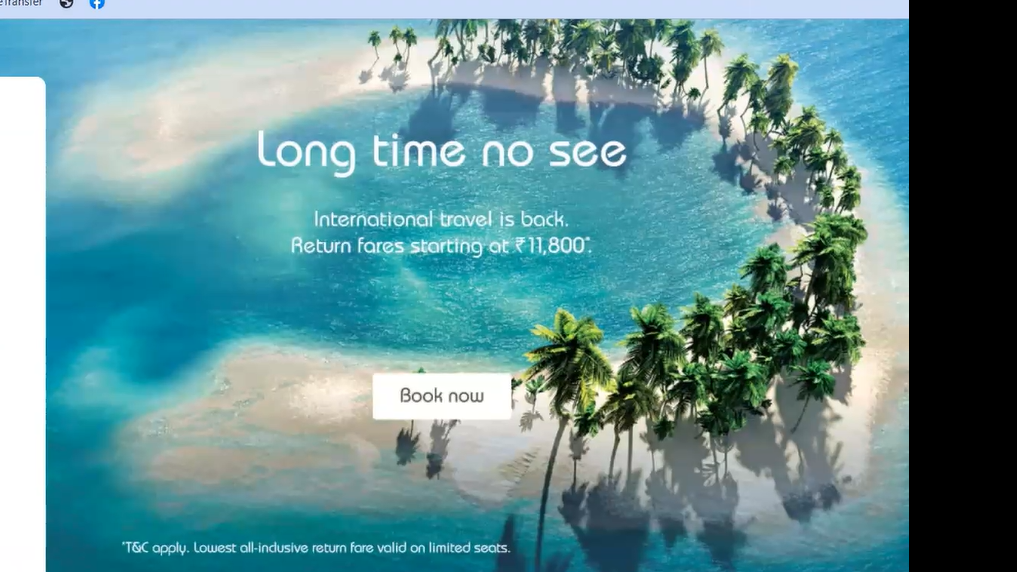 eTransfer
Long time no see
International travel is back.
Return fares starting at ₹11,800*.
Book now
*T&C apply. Lowest all-inclusive return fare valid on limited seats.